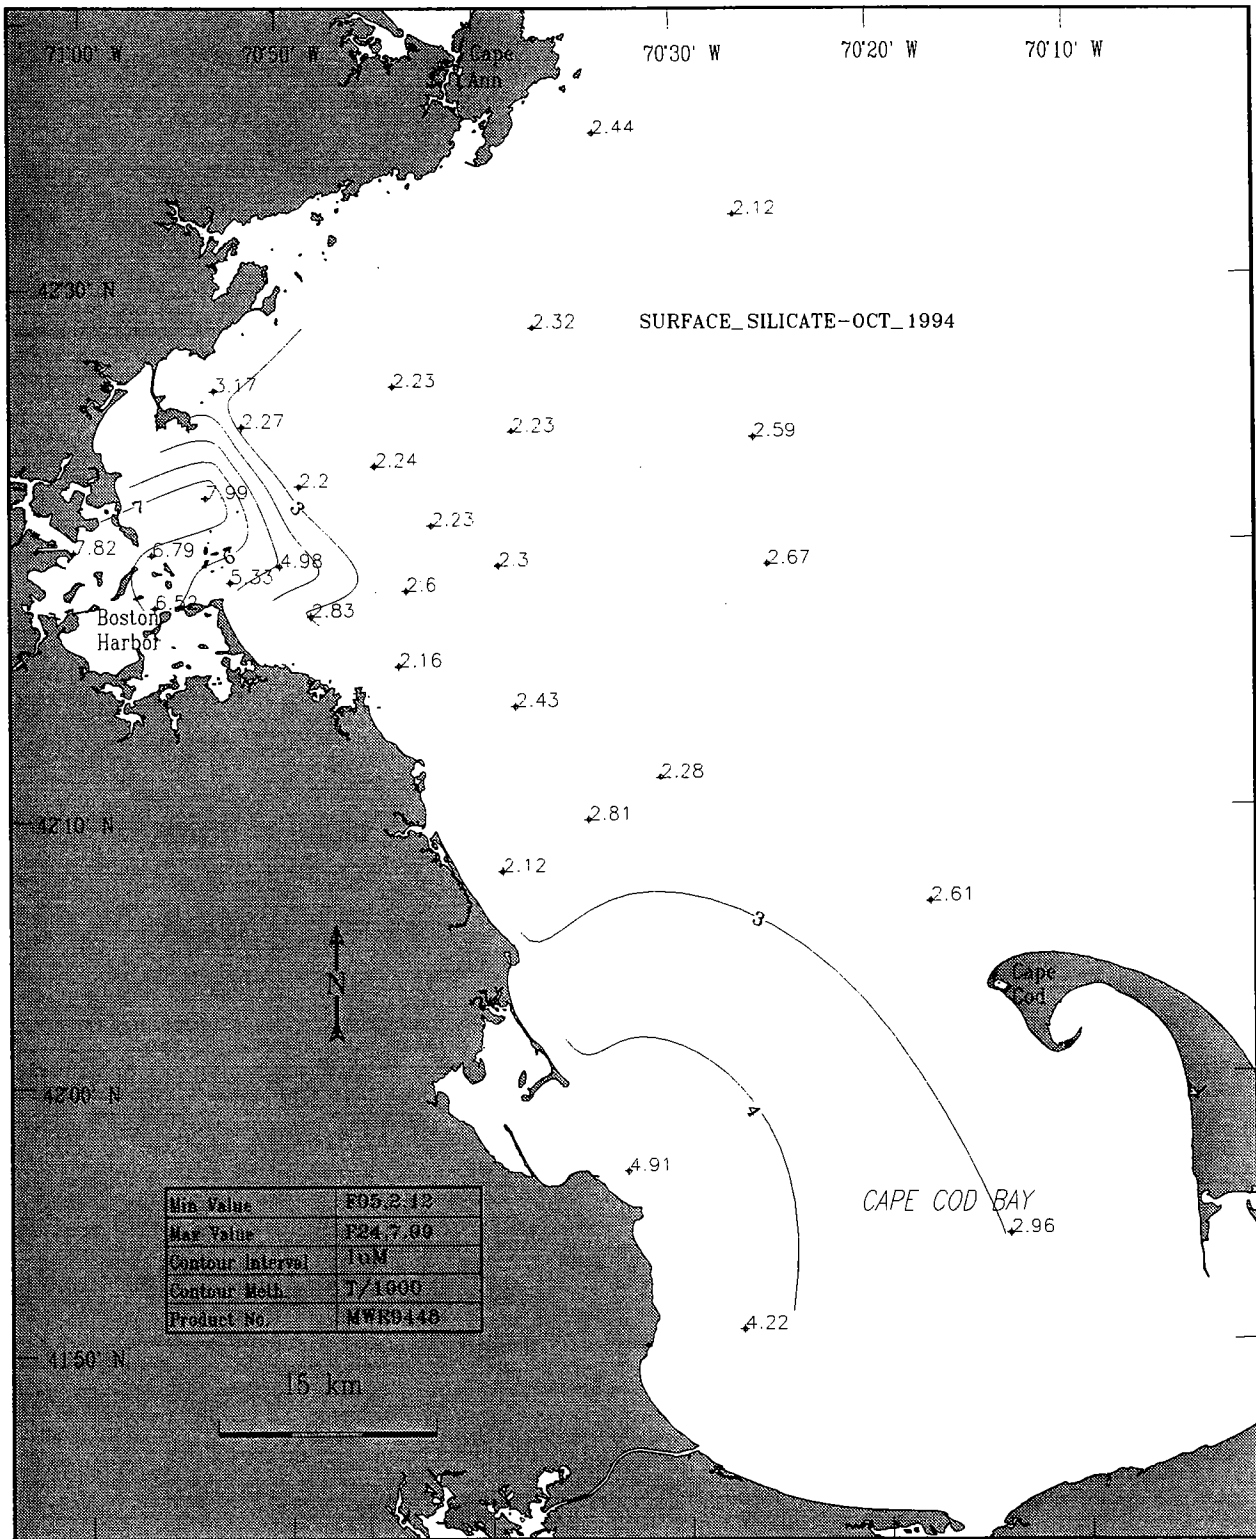 71°00' W
70°50' W
70°30' W
70°20' W
70°10' W
Cape
Ann
2.44
2.12
42°30' N
2.32
SURFACE_SILICATE-OCT_1994
3.17
2.23
2.27
2.23
2.59
2.24
2.2
7.99
3
7
2.23
7.82
6.79
6
4.98
2.3
2.67
5.33
2.6
6.52
2.83
Boston
Harbor
2.16
2.43
2.28
2.81
42°10' N
2.12
2.61
3
N
Cape
Cod
42°00' N
4
4.91
CAPE COD BAY
2.96
Min Value F05,2.12
Max Value F24,7.99
Contour Interval 1uM
Contour Meth. T/1000
Product No. MWR9448
4.22
41°50' N
15 km